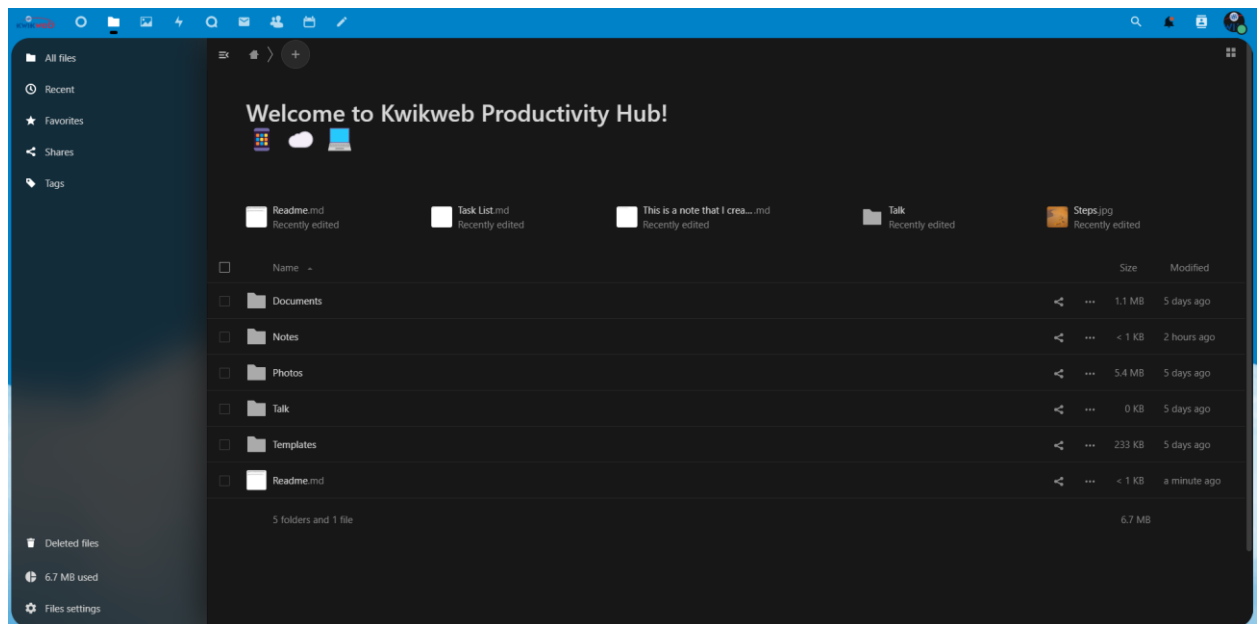 Kwikweb
All files
Recent
Favorites
Shares
Tags
Deleted files
6.7 MB used
Files settings
Welcome to Kwikweb Productivity Hub!
Readme.md
Recently edited
Task List.md
Recently edited
This is a note that I crea... .md
Recently edited
Talk
Recently edited
Steps.jpg
Recently edited
Name Size Modified
Documents 1.1 MB 5 days ago
Notes < 1 KB 2 hours ago
Photos 5.4 MB 5 days ago
Talk 0 KB 5 days ago
Templates 233 KB 5 days ago
Readme.md < 1 KB a minute ago
5 folders and 1 file 6.7 MB